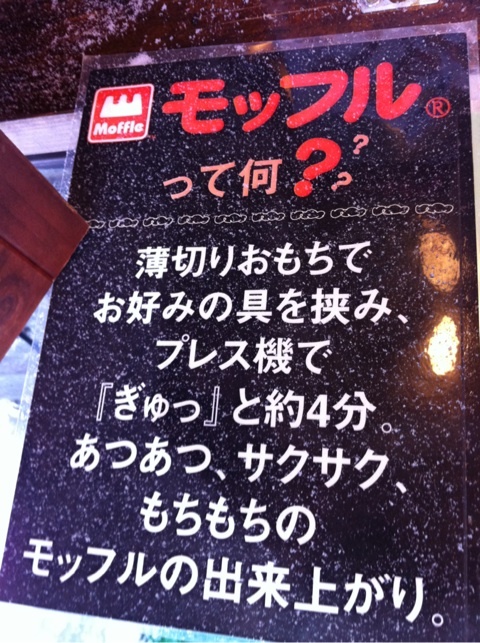 Moffle
モッフル®
って何???
薄切りおもちで
お好みの具を挟み、
プレス機で
『ぎゅっ』と約4分。
あつあつ、サクサク、
もちもちの
モッフルの出来上がり。